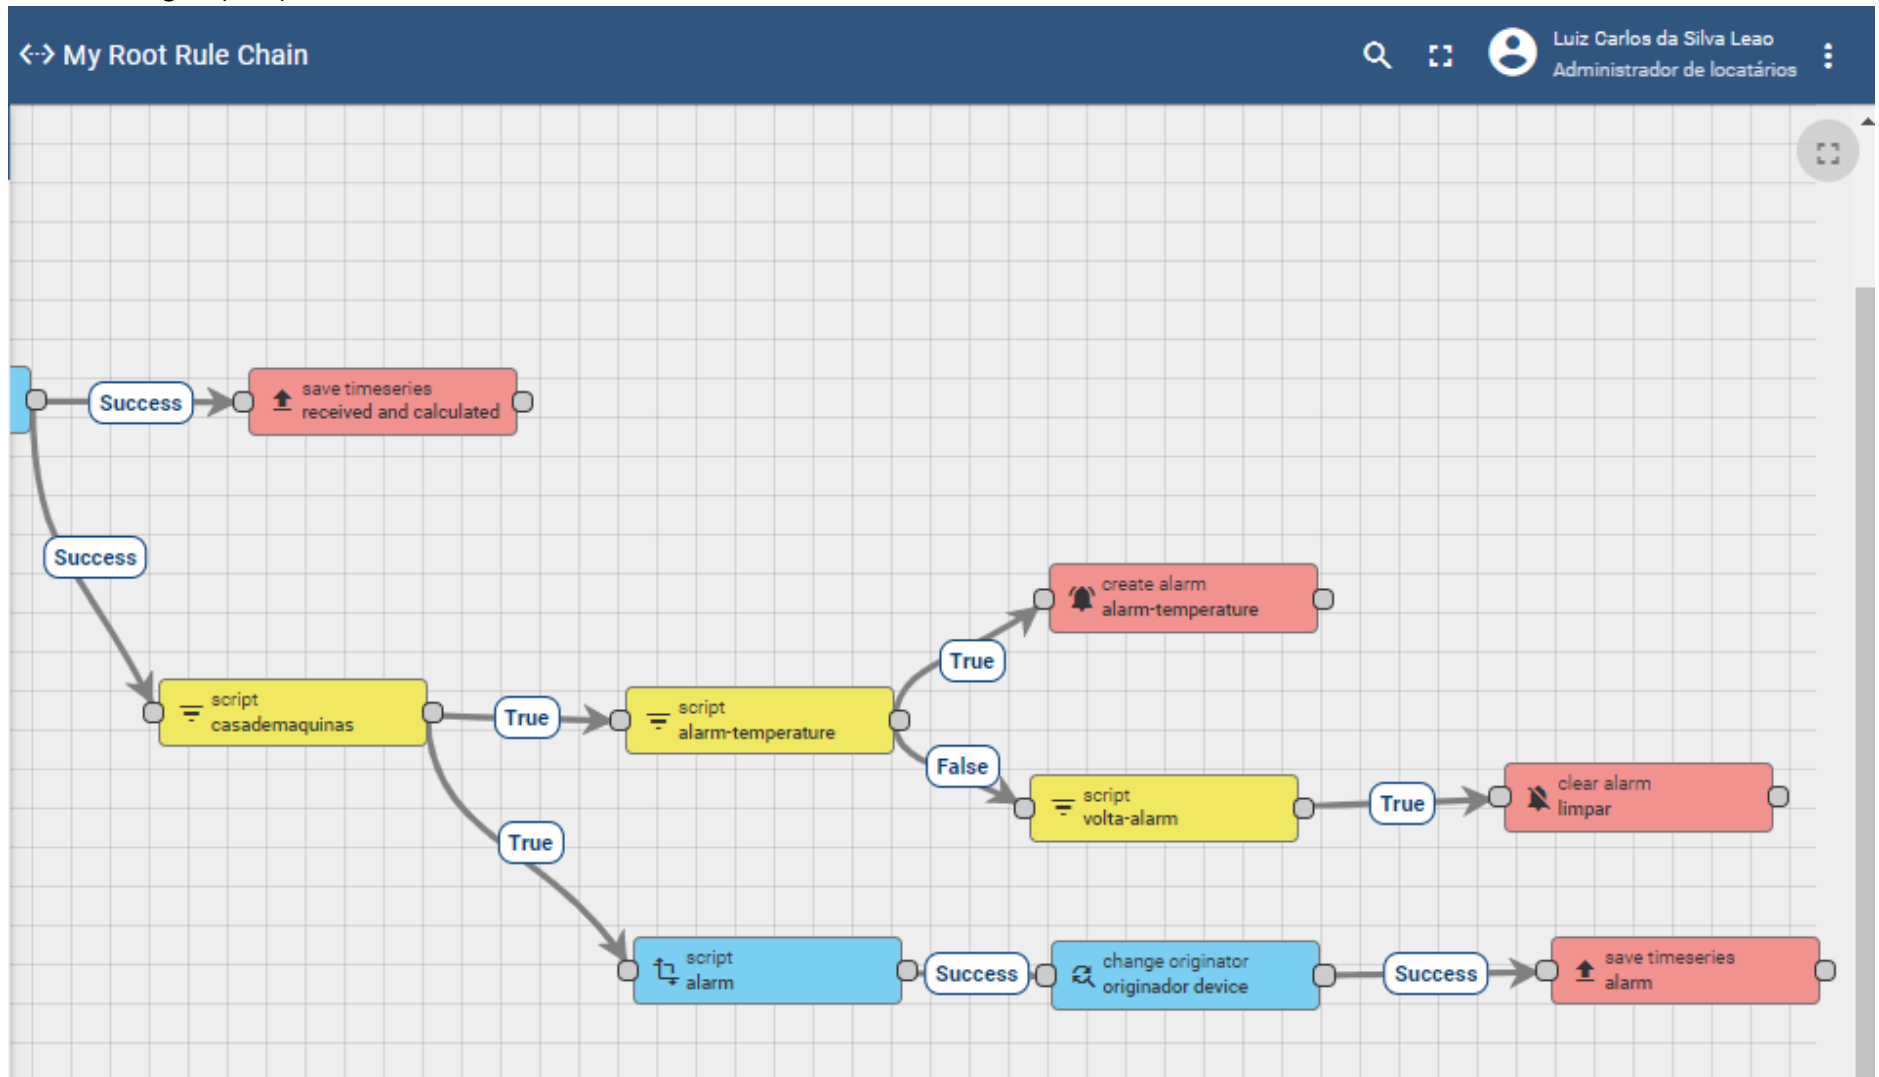 My Root Rule Chain
Luiz Carlos da Silva Leao
Administrador de locatários
Success
save timeseries
received and calculated
Success
create alarm
alarm-temperature
True
script
casademaquinas
True
script
alarm-temperature
False
script
volta-alarm
True
clear alarm
limpar
True
script
alarm
Success
change originator
originador device
Success
save timeseries
alarm